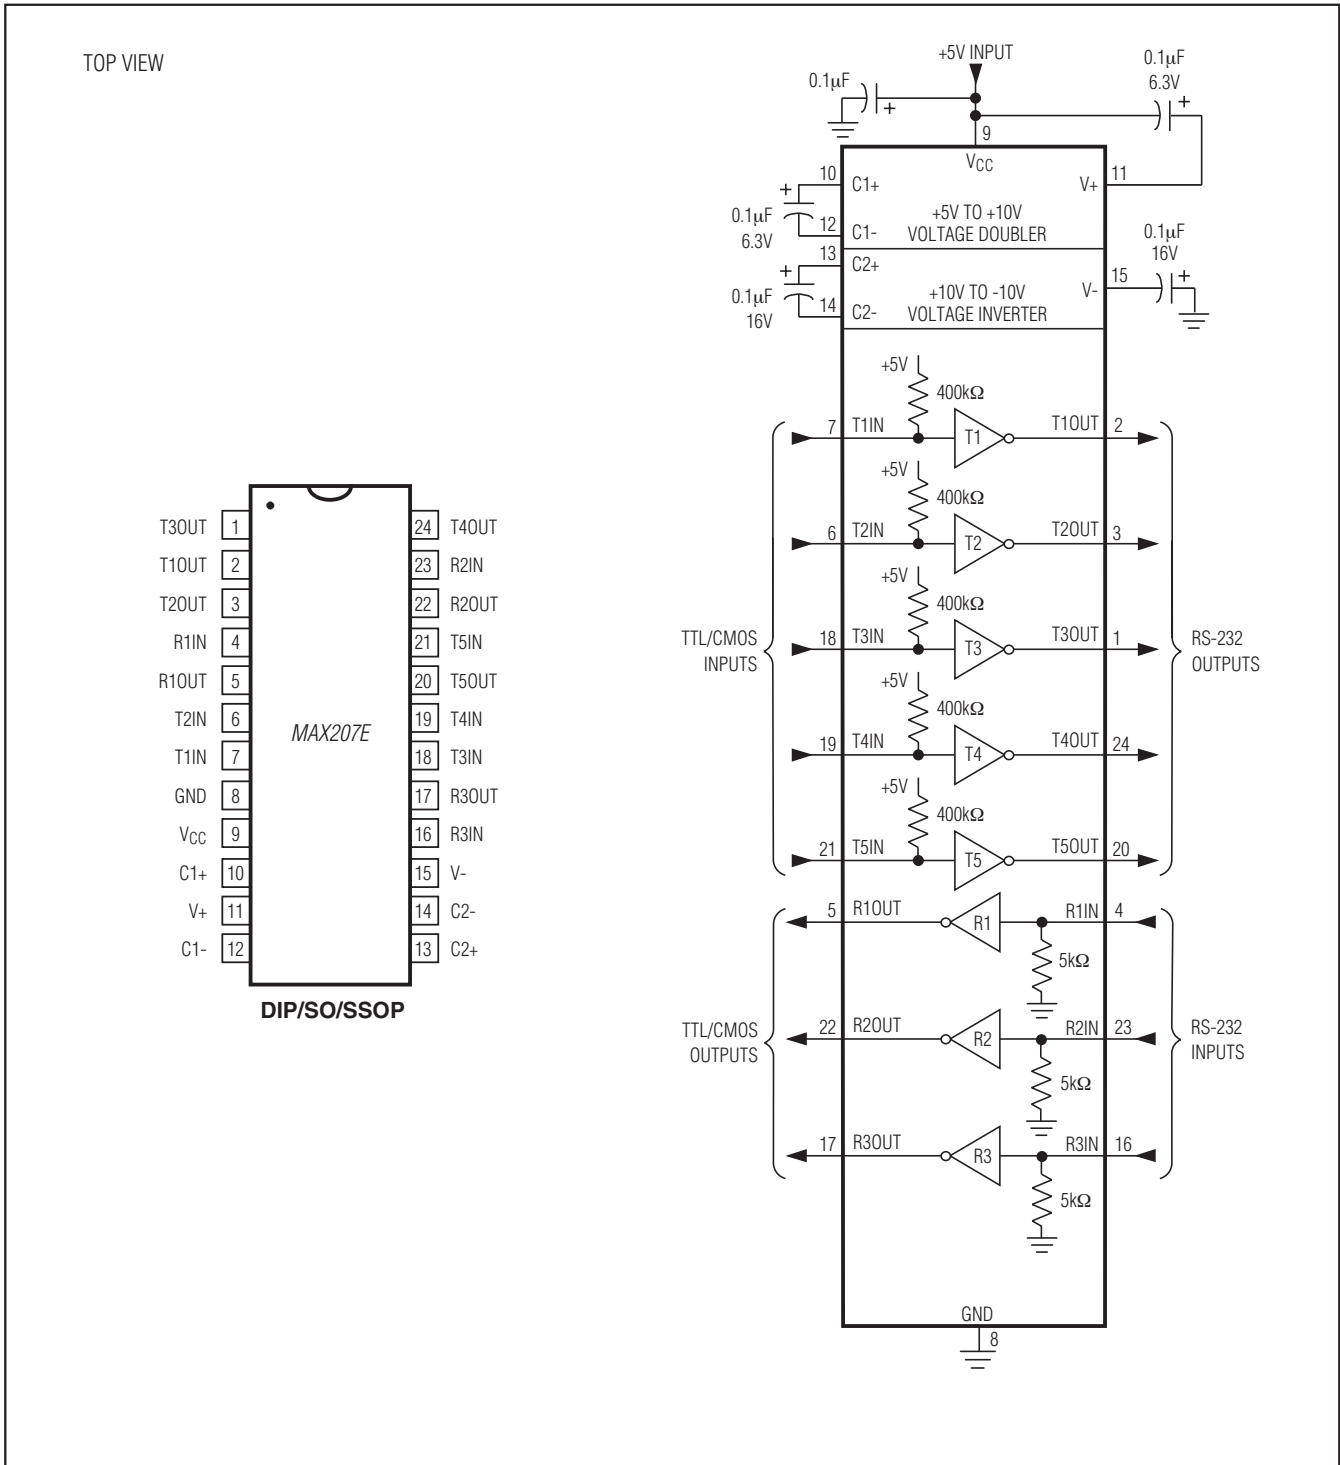 TOP VIEW
T3OUT 1
T1OUT 2
T2OUT 3
R1IN 4
R1OUT 5
T2IN 6
T1IN 7
GND 8
VCC 9
C1+ 10
V+ 11
C1- 12
24 T4OUT
23 R2IN
22 R2OUT
21 T5IN
20 T5OUT
19 T4IN
18 T3IN
17 R3OUT
16 R3IN
15 V-
14 C2-
13 C2+
MAX207E
DIP/SO/SSOP
+5V INPUT
0.1µF
+
0.1µF
6.3V
+
9
VCC
10 C1+
V+ 11
+
0.1µF
6.3V
12 C1-
+5V TO +10V
VOLTAGE DOUBLER
13 C2+
+
0.1µF
16V
14 C2-
+10V TO -10V
VOLTAGE INVERTER
V- 15
0.1µF
16V
+
+5V
400kΩ
7 T1IN T1 T1OUT 2
+5V
400kΩ
6 T2IN T2 T2OUT 3
+5V
400kΩ
18 T3IN T3 T3OUT 1
+5V
400kΩ
19 T4IN T4 T4OUT 24
+5V
400kΩ
21 T5IN T5 T5OUT 20
TTL/CMOS
INPUTS
RS-232
OUTPUTS
5 R1OUT R1 R1IN 4
5kΩ
22 R2OUT R2 R2IN 23
5kΩ
17 R3OUT R3 R3IN 16
5kΩ
TTL/CMOS
OUTPUTS
RS-232
INPUTS
GND
8